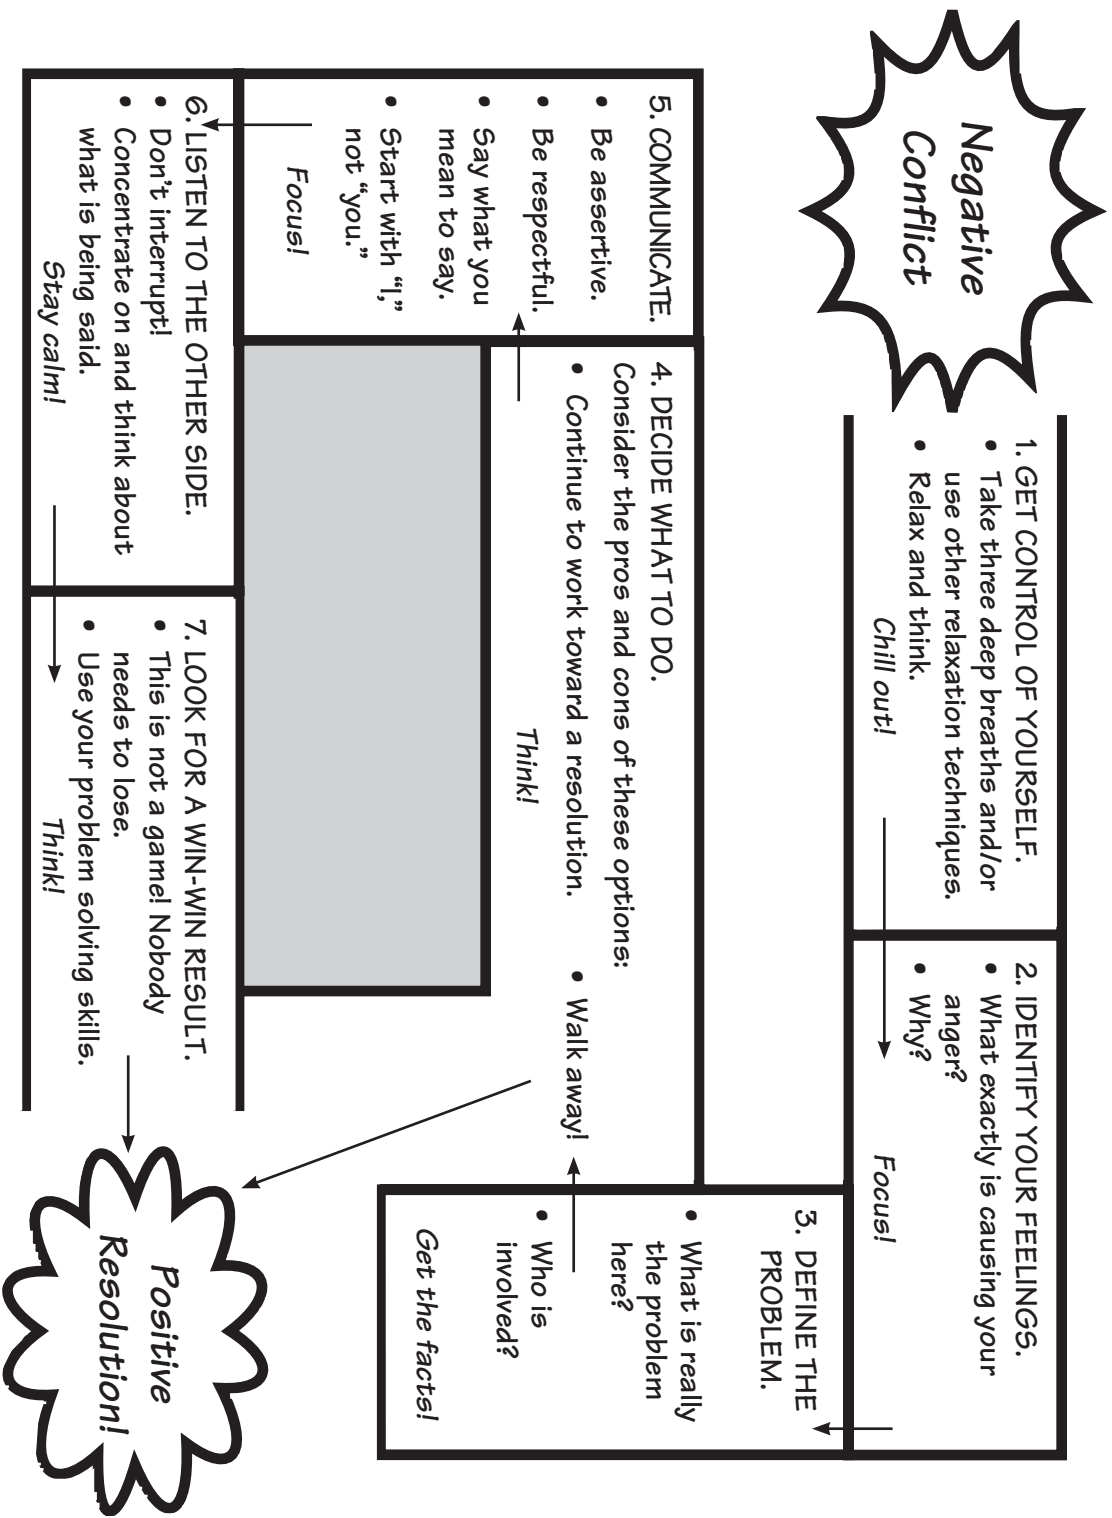 Negative
Conflict
1. GET CONTROL OF YOURSELF.
• Take three deep breaths and/or
use other relaxation techniques.
• Relax and think.
Chill out!
2. IDENTIFY YOUR FEELINGS.
• What exactly is causing your
anger?
• Why?
Focus!
3. DEFINE THE
PROBLEM.
• What is really
the problem
here?
• Who is
involved?
Get the facts!
4. DECIDE WHAT TO DO.
Consider the pros and cons of these options:
• Continue to work toward a resolution.
• Walk away!
Think!
5. COMMUNICATE.
• Be assertive.
• Be respectful.
• Say what you
mean to say.
• Start with “I,”
not “you.”
Focus!
6. LISTEN TO THE OTHER SIDE.
• Don’t interrupt!
• Concentrate on and think about
what is being said.
Stay calm!
7. LOOK FOR A WIN-WIN RESULT.
• This is not a game! Nobody
needs to lose.
• Use your problem solving skills.
Think!
Positive
Resolution!